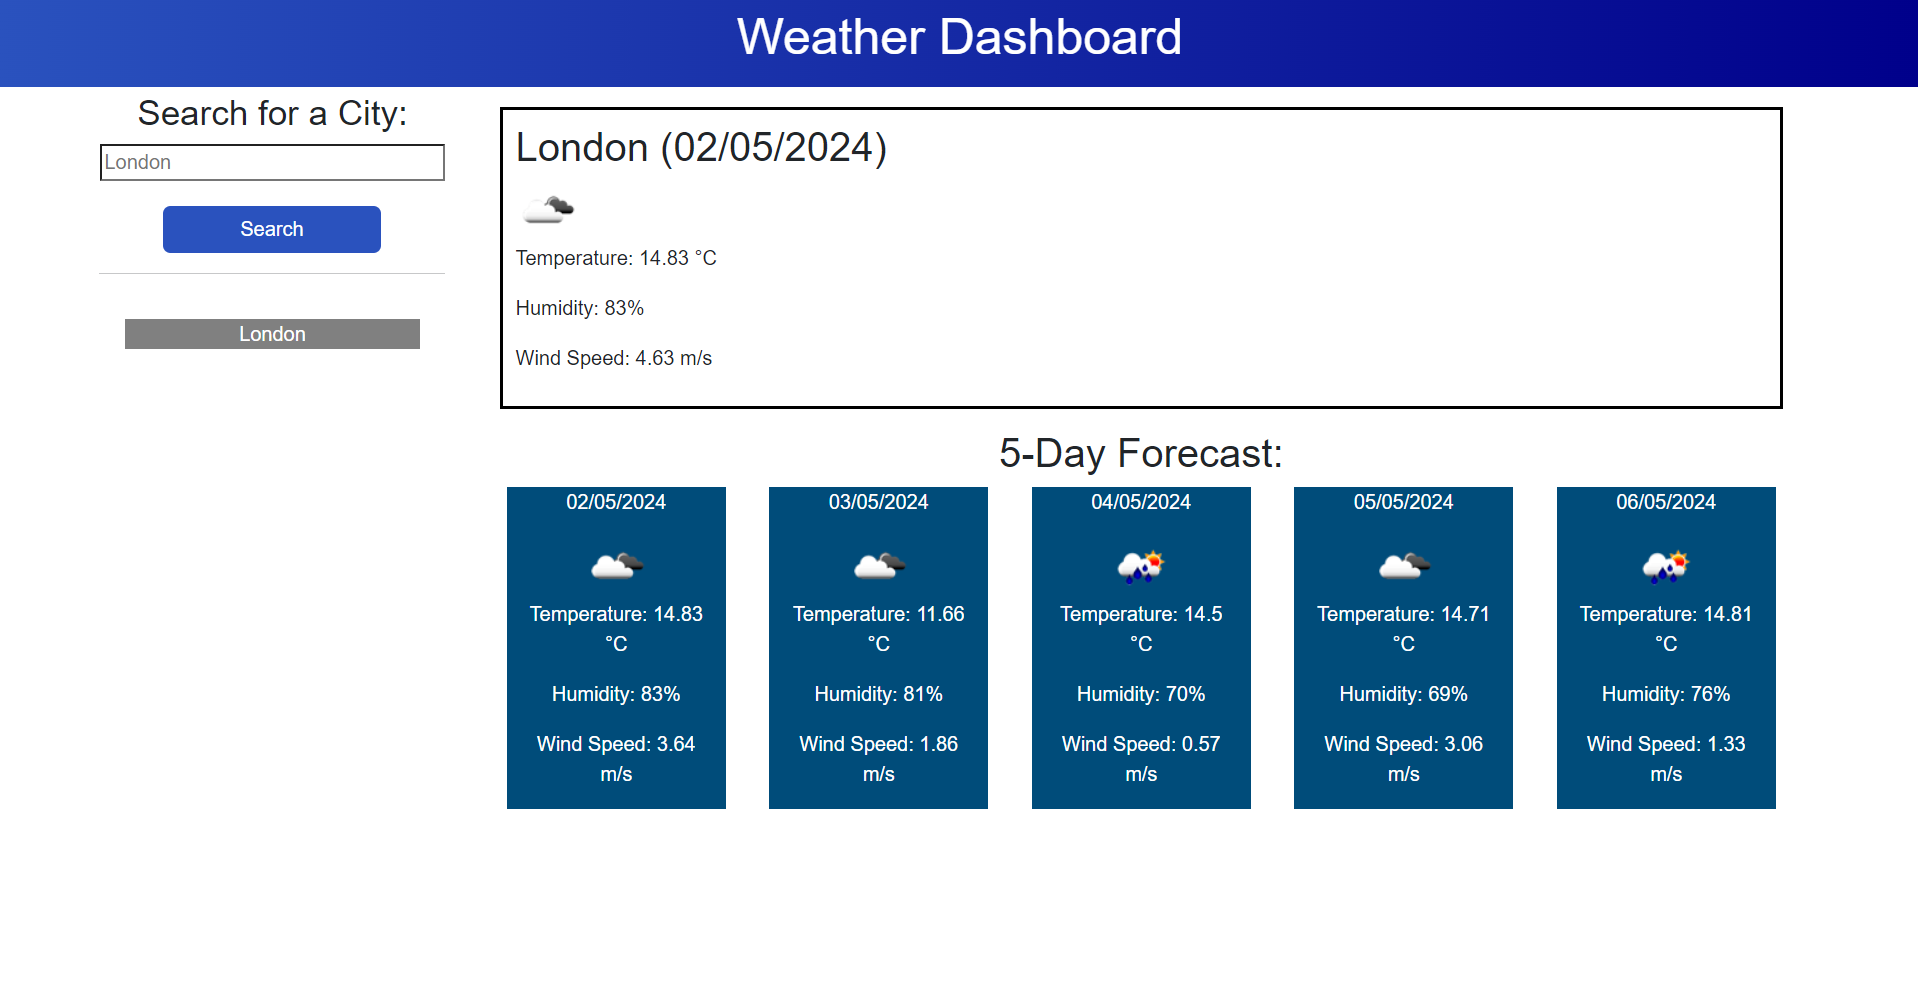 Weather Dashboard
Search for a City:
London
Search
London
London (02/05/2024)
Temperature: 14.83 °C
Humidity: 83%
Wind Speed: 4.63 m/s
5-Day Forecast:
02/05/2024
Temperature: 14.83
°C
Humidity: 83%
Wind Speed: 3.64
m/s
03/05/2024
Temperature: 11.66
°C
Humidity: 81%
Wind Speed: 1.86
m/s
04/05/2024
Temperature: 14.5
°C
Humidity: 70%
Wind Speed: 0.57
m/s
05/05/2024
Temperature: 14.71
°C
Humidity: 69%
Wind Speed: 3.06
m/s
06/05/2024
Temperature: 14.81
°C
Humidity: 76%
Wind Speed: 1.33
m/s